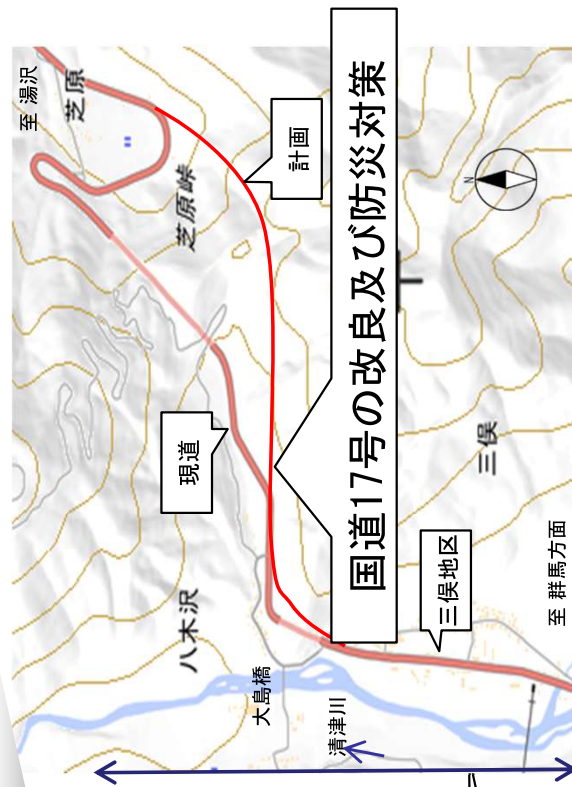 至 湯沢
芝原
芝原峠
計画
N
国道17号の改良及び防災対策
現道
三俣
八木沢
大島橋
清津川
三俣地区
至 群馬方面